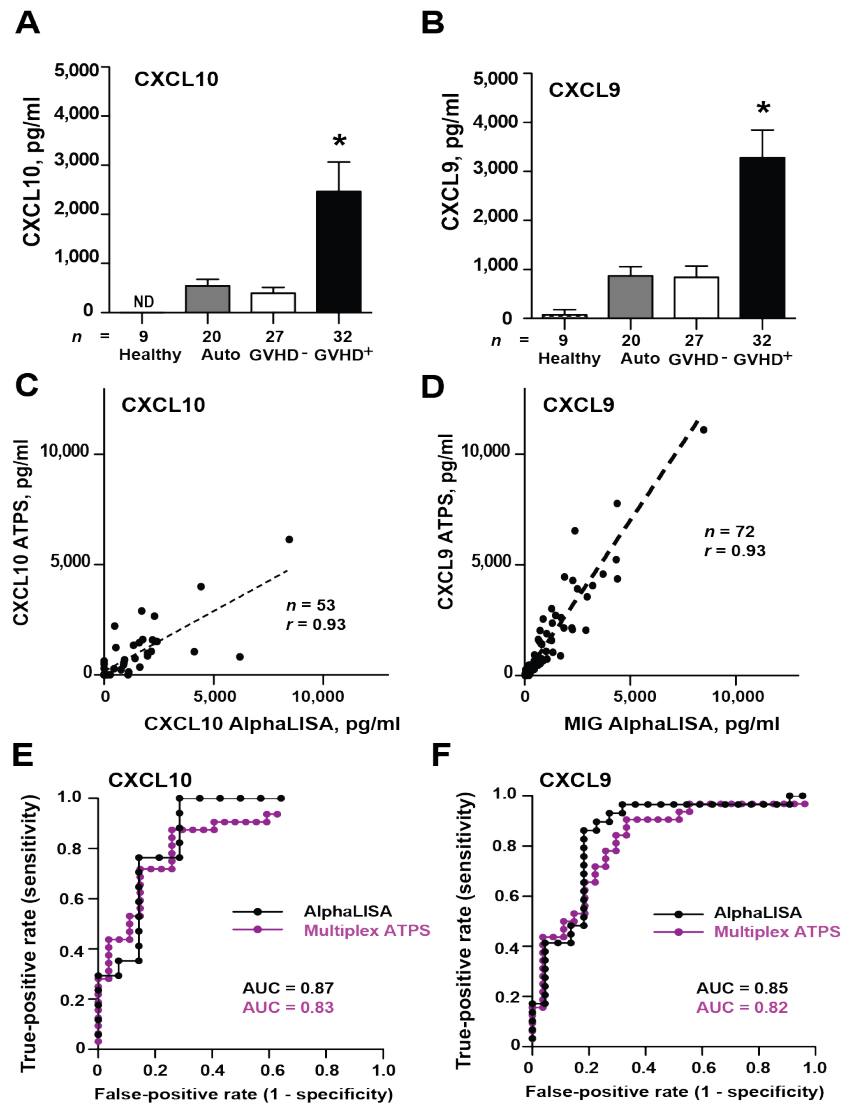 A
B
CXCL10
CXCL9
CXCL10, pg/ml
5,000
4,000
3,000
2,000
1,000
0
ND
*
n = 9 20 27 32
Healthy Auto GVHD- GVHD+
CXCL9, pg/ml
5,000
4,000
3,000
2,000
1,000
0
*
n = 9 20 27 32
Healthy Auto GVHD- GVHD+
C
CXCL10
CXCL10 ATPS, pg/ml
10,000
5,000
0
n = 53
r = 0.93
0 5,000 10,000
CXCL10 AlphaLISA, pg/ml
D
CXCL9
CXCL9 ATPS, pg/ml
10,000
5,000
0
n = 72
r = 0.93
0 5,000 10,000
MIG AlphaLISA, pg/ml
E
CXCL10
True-positive rate (sensitivity)
1.0
0.8
0.6
0.4
0.2
0
AlphaLISA
Multiplex ATPS
AUC = 0.87
AUC = 0.83
0 0.2 0.4 0.6 0.8 1.0
False-positive rate (1 - specificity)
F
CXCL9
True-positive rate (sensitivity)
1.0
0.8
0.6
0.4
0.2
0
AlphaLISA
Multiplex ATPS
AUC = 0.85
AUC = 0.82
0 0.2 0.4 0.6 0.8 1.0
False-positive rate (1 - specificity)